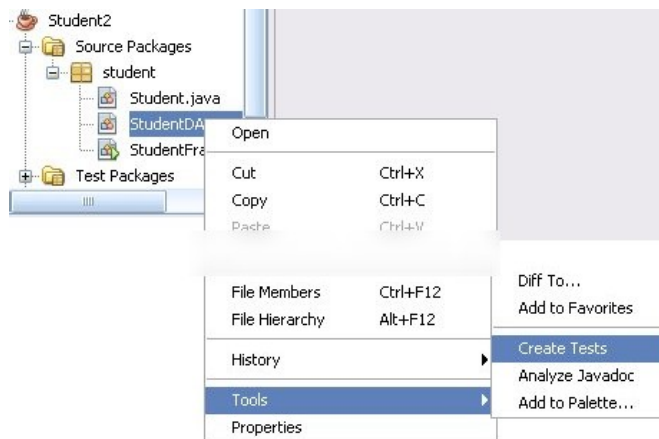 Student2
Source Packages
student
Student.java
StudentDA
StudentFra
Test Packages
Open
Cut Ctrl+X
Copy Ctrl+C
Paste Ctrl+V
File Members Ctrl+F12
File Hierarchy Alt+F12
History
Tools
Properties
Diff To...
Add to Favorites
Create Tests
Analyze Javadoc
Add to Palette...